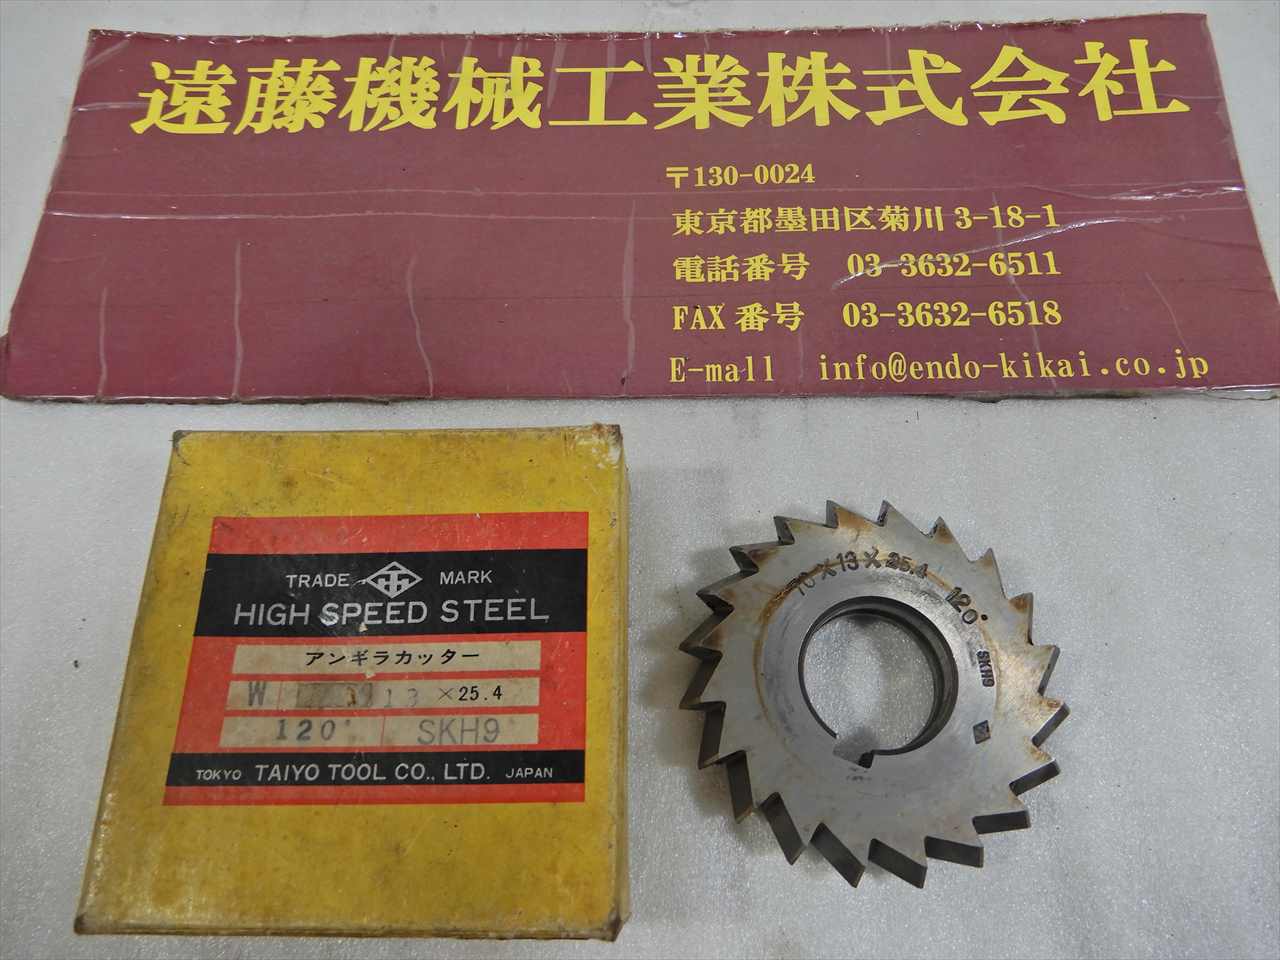 遠藤機械工業株式会社
〒130-0024
東京都墨田区菊川 3-18-1
電話番号 03-3632-6511
FAX 番号 03-3632-6518
E-mall info@endo-kikai.co.jp
TRADE MARK
HIGH SPEED STEEL
アンギラカッター
W 13 ×25.4
120° SKH9
TOKYO TAIYO TOOL CO., LTD. JAPAN
70×13×25.4 120° SKH9